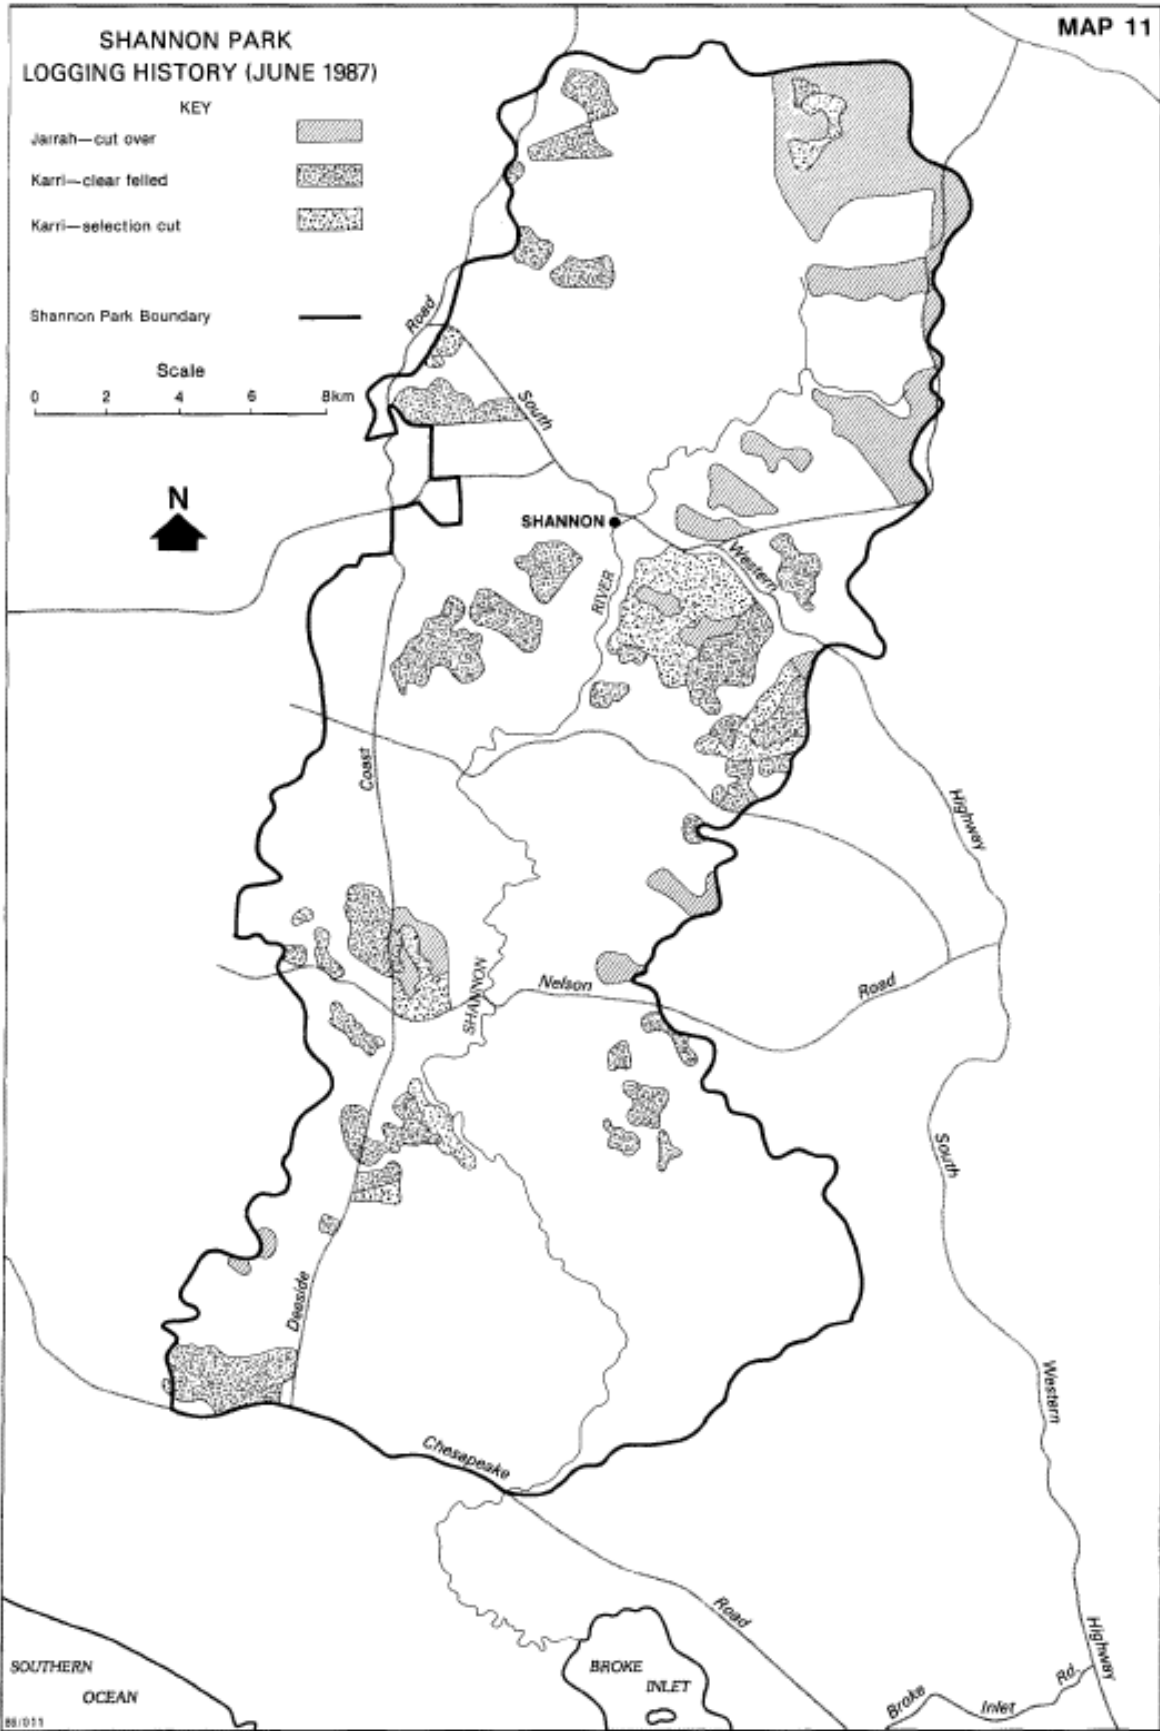 MAP 11
SHANNON PARK
LOGGING HISTORY (JUNE 1987)
KEY
Jarrah—cut over
Karri—clear felled
Karri—selection cut
Shannon Park Boundary
Scale
0 2 4 6 8km
N
Road
South
SHANNON
Western
RIVER
Coast
Highway
SHANNON
Nelson
Road
South
Deeside
Western
Chesapeake
Road
Highway
SOUTHERN
OCEAN
BROKE
INLET
Broke
Inlet
Rd.
88/011